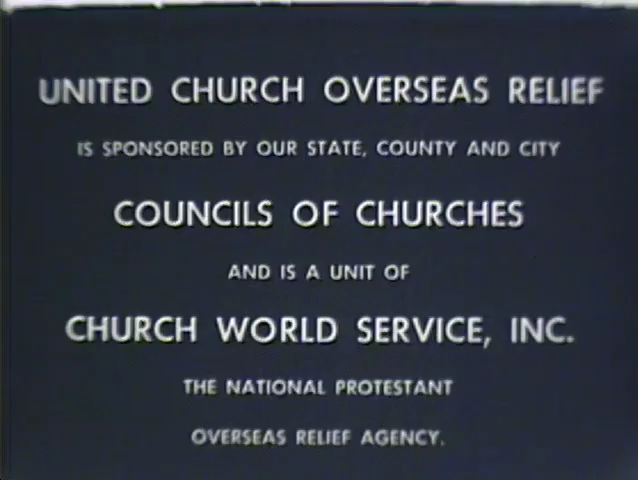 UNITED CHURCH OVERSEAS RELIEF
IS SPONSORED BY OUR STATE, COUNTY AND CITY
COUNCILS OF CHURCHES
AND IS A UNIT OF
CHURCH WORLD SERVICE, INC.
THE NATIONAL PROTESTANT
OVERSEAS RELIEF AGENCY.